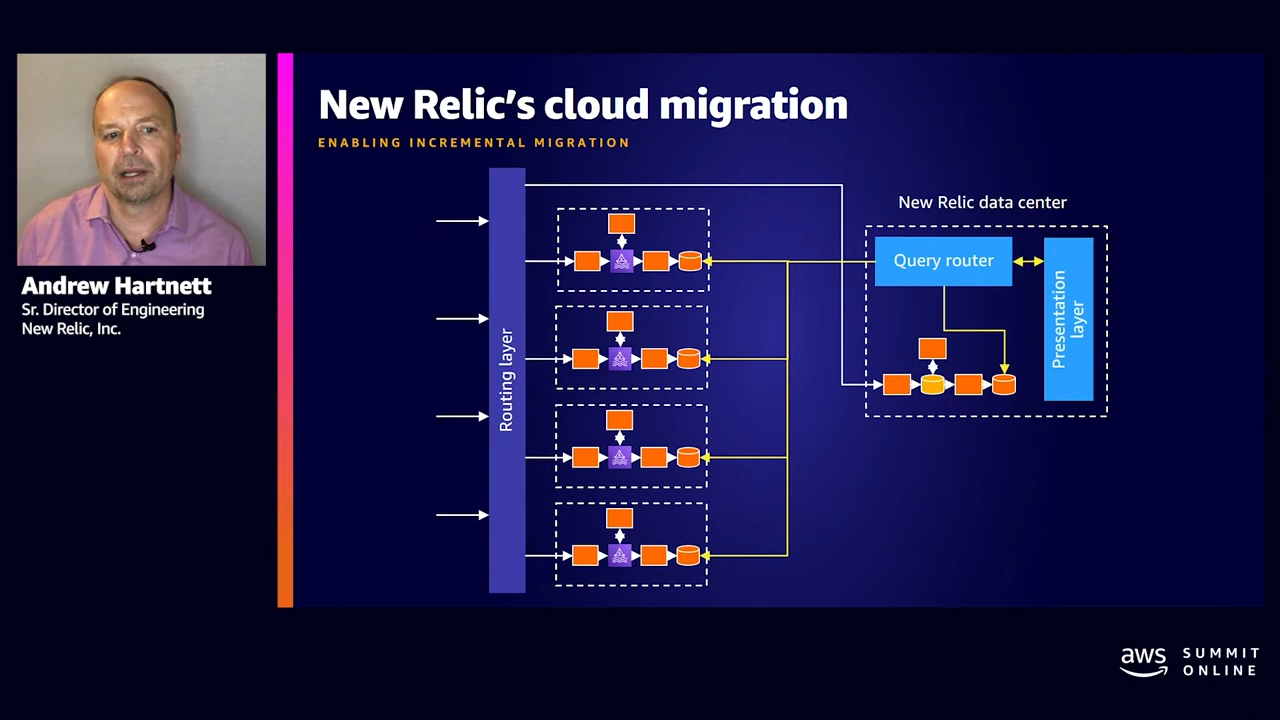 New Relic's cloud migration
ENABLING INCREMENTAL MIGRATION
Andrew Hartnett
Sr. Director of Engineering
New Relic, Inc.
Routing layer
New Relic data center
Query router
Presentation
layer
aws SUMMIT
ONLINE